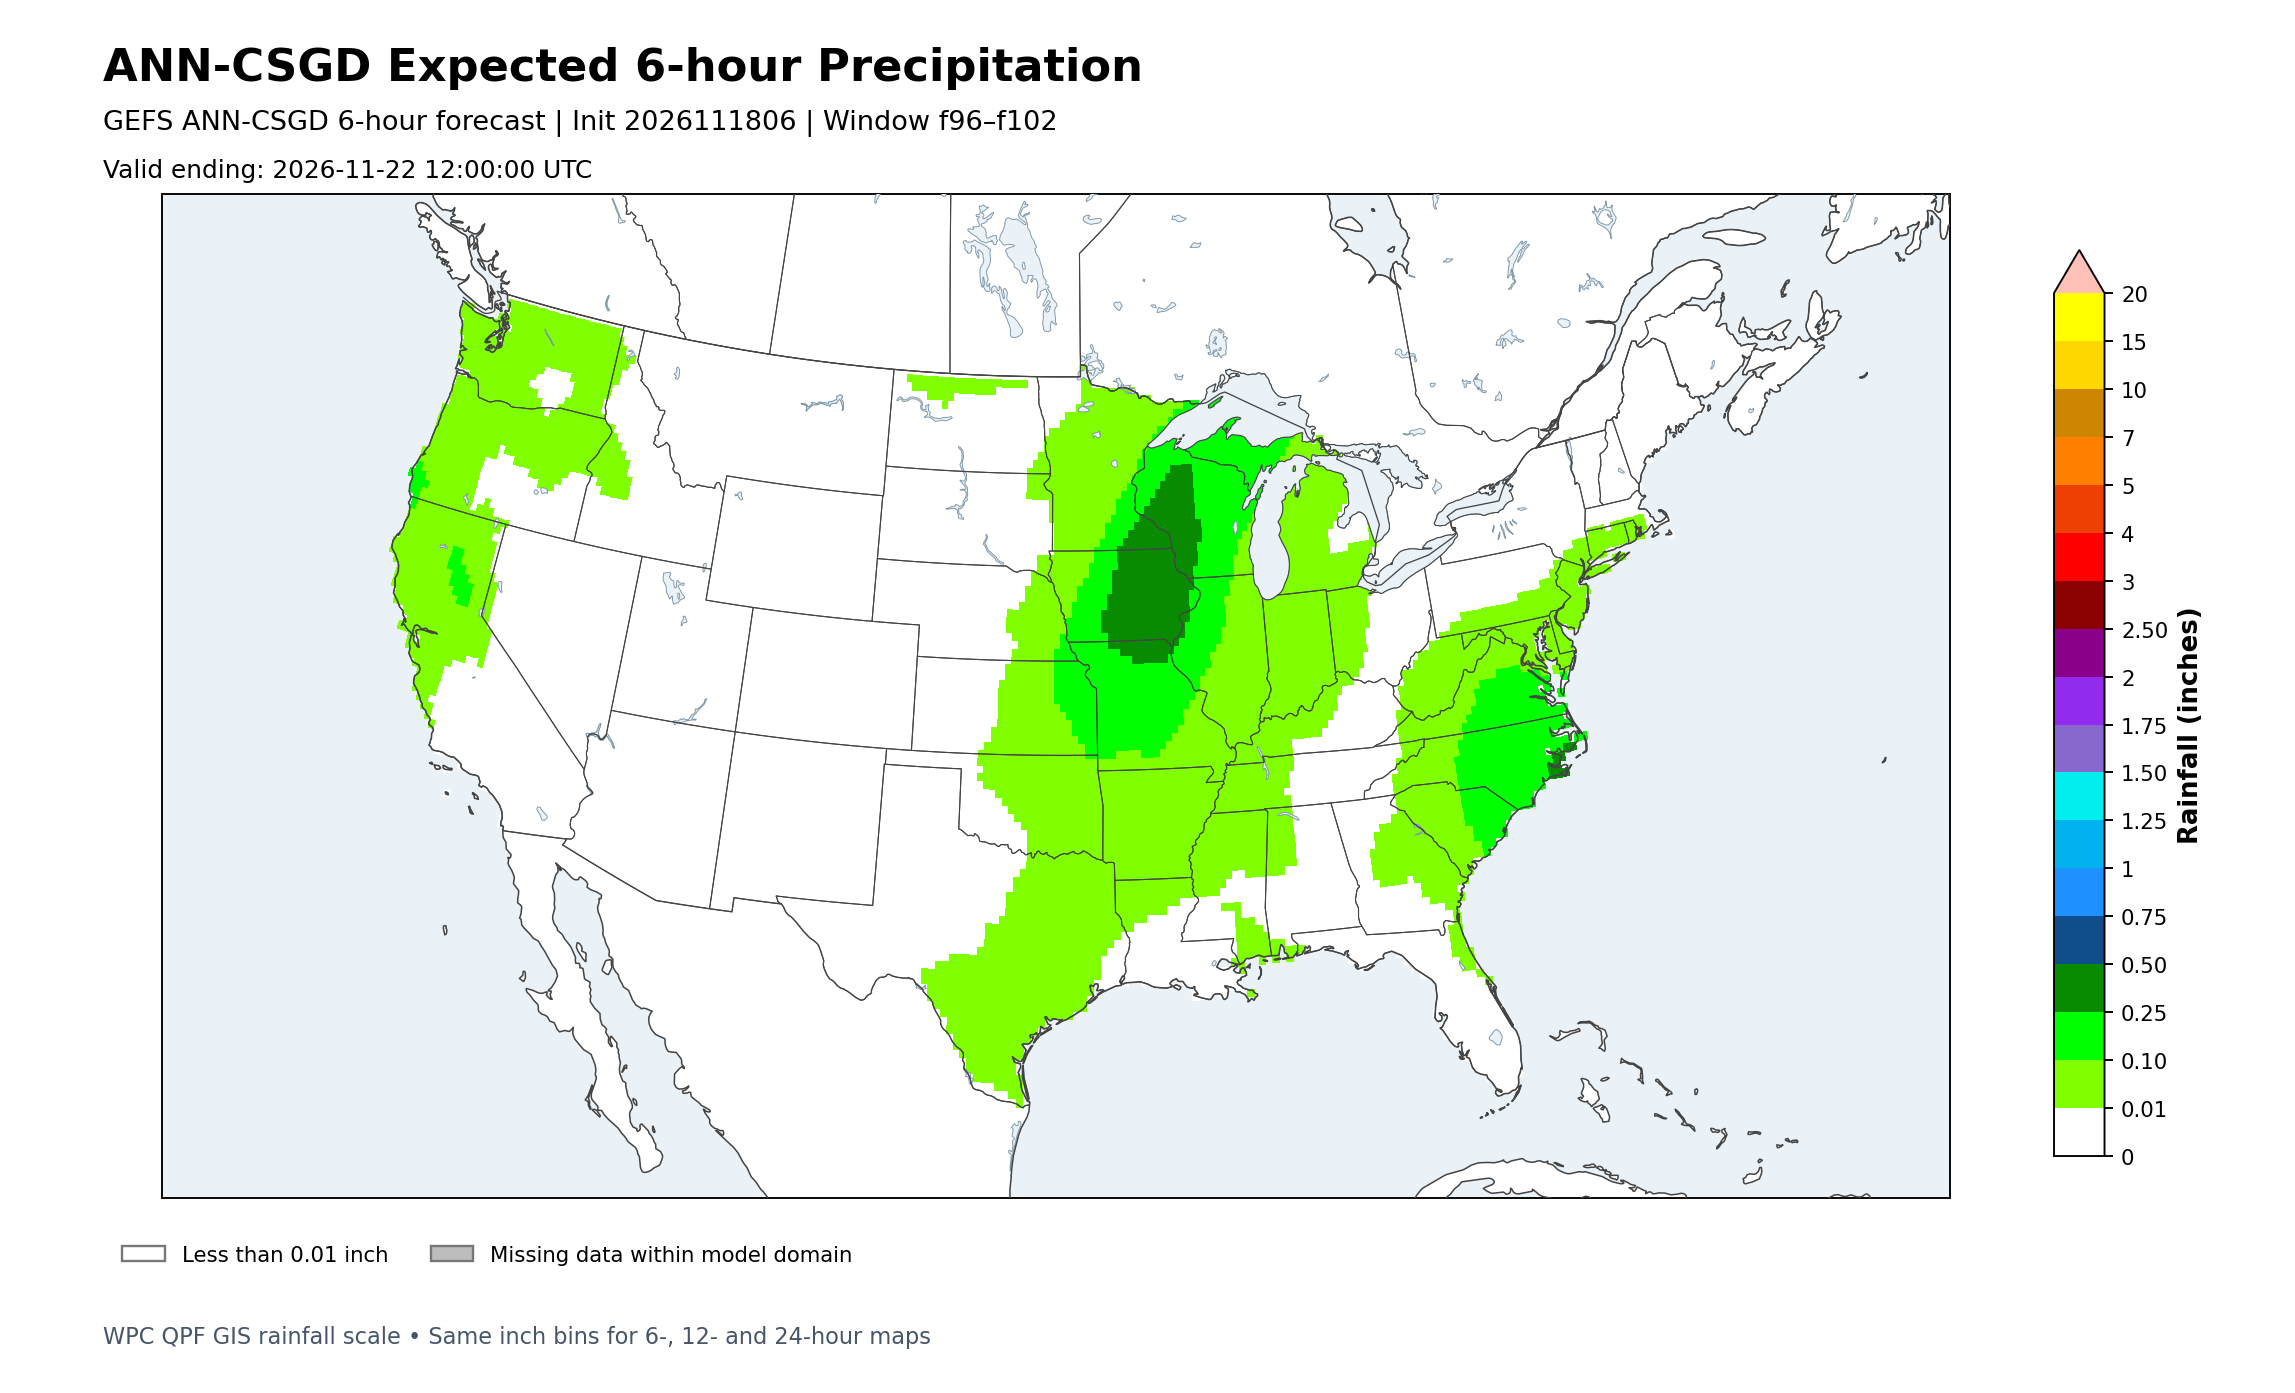 ANN-CSGD Expected 6-hour Precipitation
GEFS ANN-CSGD 6-hour forecast | Init 2026111806 | Window f96–f102
Valid ending: 2026-11-22 12:00:00 UTC
20
15
10
7
5
4
3
2.50
2
1.75
1.50
1.25
1
0.75
0.50
0.25
0.10
0.01
0
Rainfall (inches)
Less than 0.01 inch
Missing data within model domain
WPC QPF GIS rainfall scale • Same inch bins for 6-, 12- and 24-hour maps